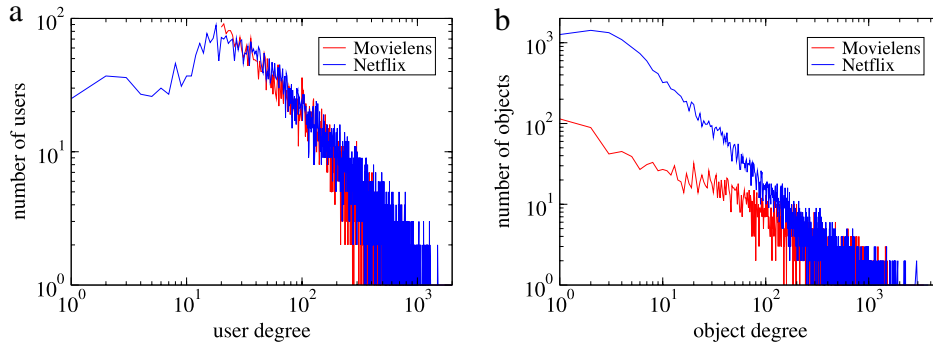 a
number of users
10^2
10^1
10^0
10^0
10^1
10^2
10^3
user degree
Movielens
Netflix
b
number of objects
10^3
10^2
10^1
10^0
10^0
10^1
10^2
10^3
object degree
Movielens
Netflix